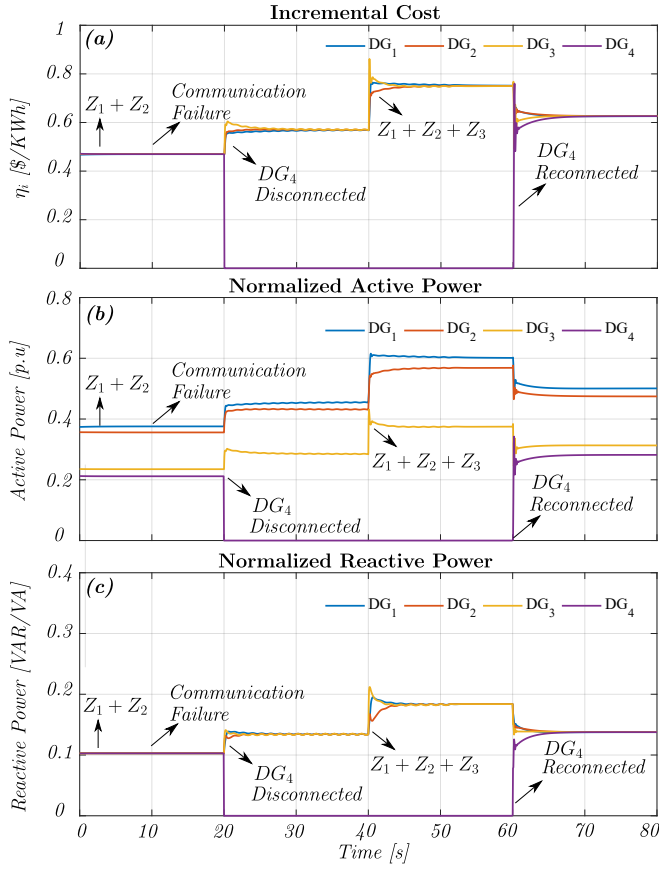 Incremental Cost
(a)
DG1 DG2 DG3 DG4
1
0.8
0.6
0.4
0.2
0
ηi [$/KWh]
Z1 + Z2
Communication
Failure
DG4
Disconnected
Z1 + Z2 + Z3
DG4
Reconnected
Normalized Active Power
(b)
DG1 DG2 DG3 DG4
0.8
0.6
0.4
0.2
0
Active Power [p.u]
Z1 + Z2
Communication
Failure
DG4
Disconnected
Z1 + Z2 + Z3
DG4
Reconnected
Normalized Reactive Power
(c)
DG1 DG2 DG3 DG4
0.4
0.3
0.2
0.1
0
Reactive Power [VAR/VA]
Z1 + Z2
Communication
Failure
DG4
Disconnected
Z1 + Z2 + Z3
DG4
Reconnected
0 10 20 30 40 50 60 70 80
Time [s]